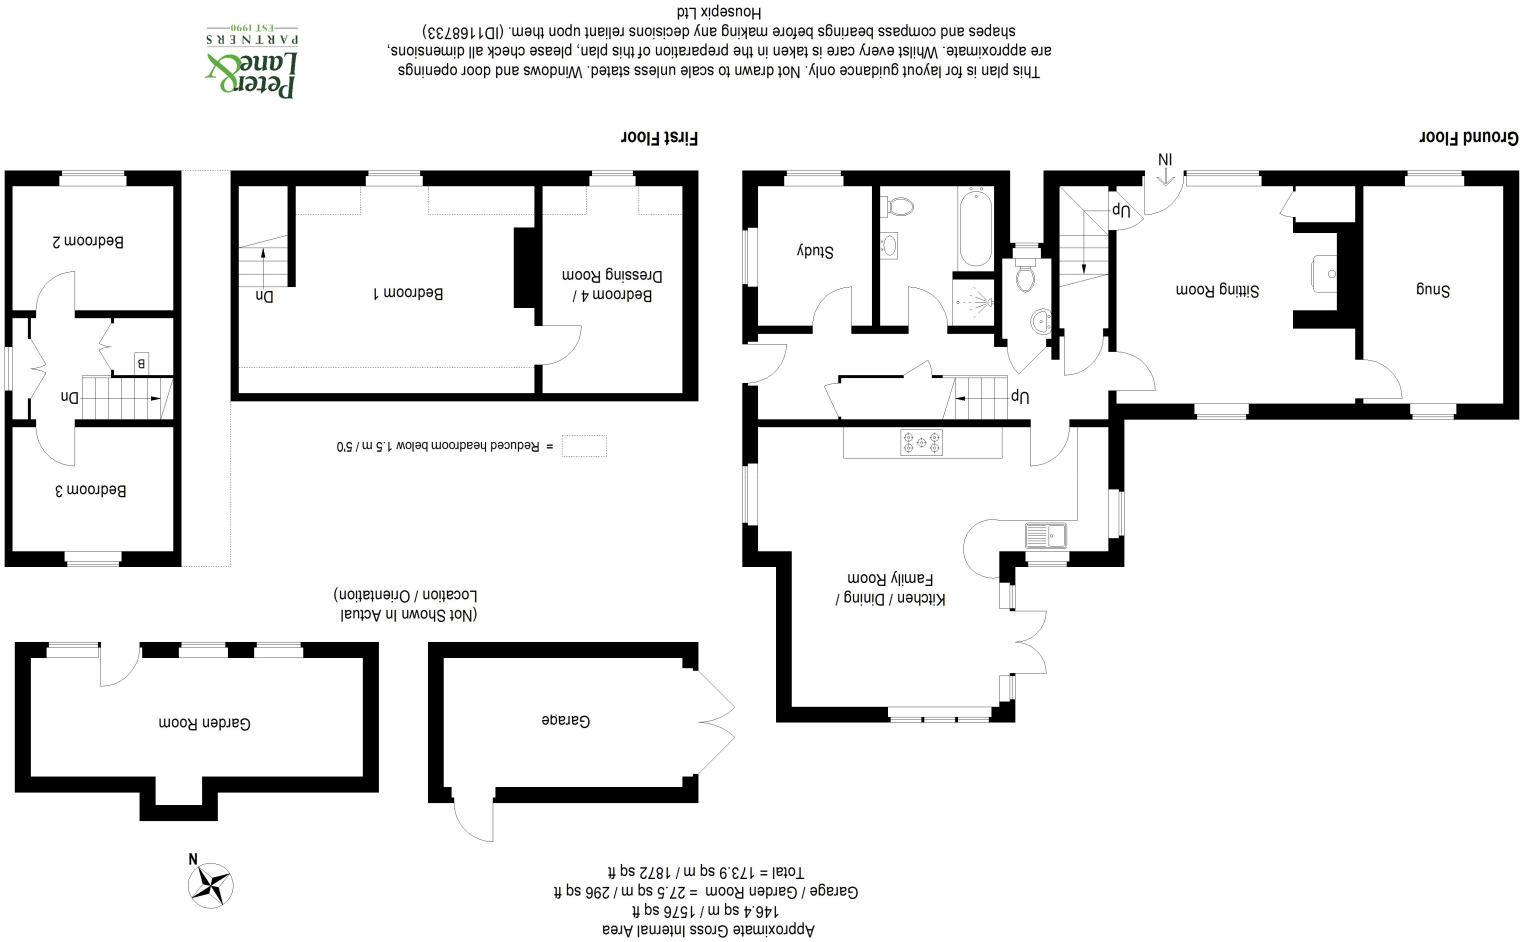 Approximate Gross Internal Area
146.4 sq m / 1576 sq ft
Garage / Garden Room = 27.5 sq m / 296 sq ft
Total = 173.9 sq m / 1872 sq ft
N
Garage
Garden Room
(Not Shown In Actual
Location / Orientation)
Kitchen / Dining /
Family Room
Up
Snug
Sitting Room
Up
Study
IN
Ground Floor
= Reduced headroom below 1.5 m / 5'0
Bedroom 4 /
Dressing Room
Bedroom 1
Dn
Bedroom 3
Dn
B
Bedroom 2
First Floor
This plan is for layout guidance only. Not drawn to scale unless stated. Windows and door openings
are approximate. Whilst every care is taken in the preparation of this plan, please check all dimensions,
shapes and compass bearings before making any decisions reliant upon them. (ID1168733)
Housepix Ltd
Peter
Lane &
PARTNERS
EST 1990